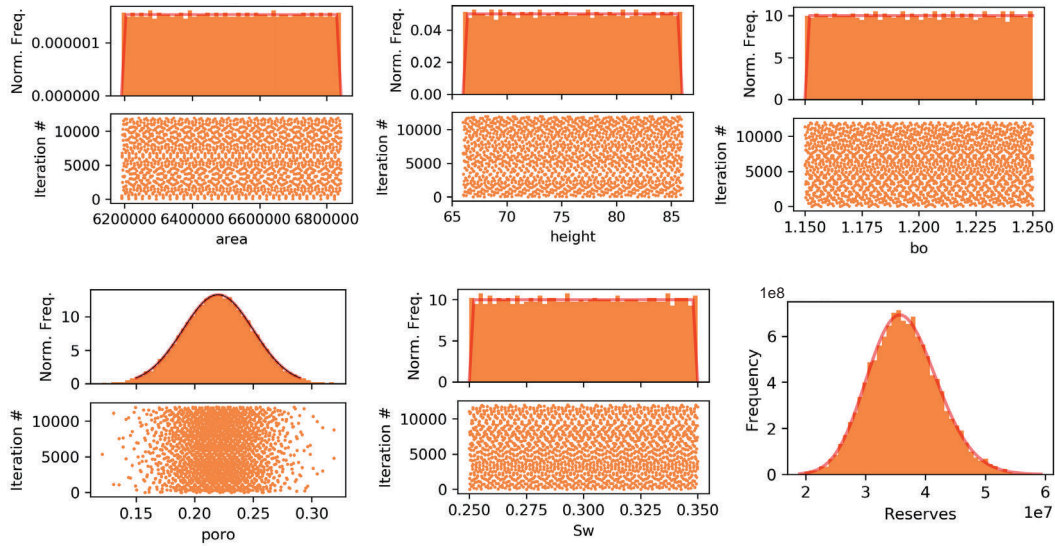 Norm. Freq.
0.000001
0.000000
Iteration #
10000
5000
0
6200000 6400000 6600000 6800000
area
Norm. Freq.
0.04
0.02
0.00
Iteration #
10000
5000
0
65 70 75 80 85
height
Norm. Freq.
10
5
0
Iteration #
10000
5000
0
1.150 1.175 1.200 1.225 1.250
bo
Norm. Freq.
10
5
0
Iteration #
10000
5000
0
0.15 0.20 0.25 0.30
poro
Norm. Freq.
10
5
0
Iteration #
10000
5000
0
0.250 0.275 0.300 0.325 0.350
Sw
6e8
Frequency
8
6
4
2
0
2 3 4 5 6
1e7
Reserves